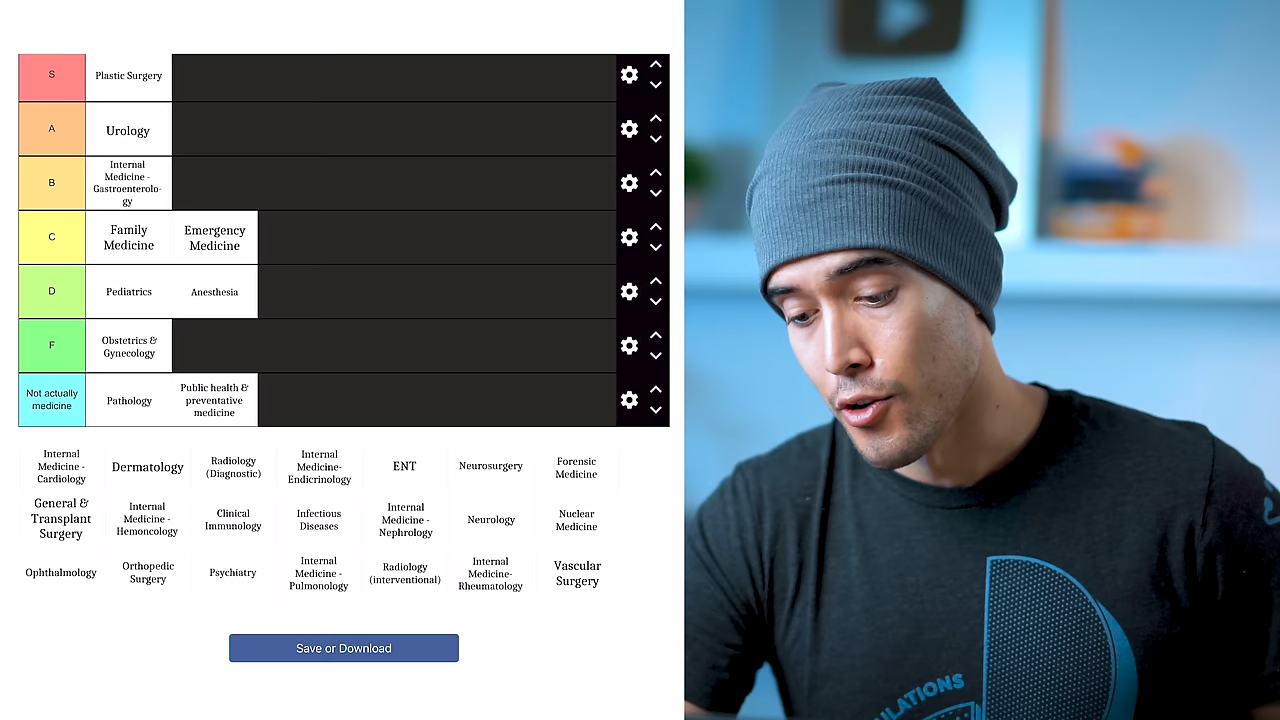 S
Plastic Surgery
A
Urology
B
Internal
Medicine -
Gastroenterolo-
gy
C
Family
Medicine
Emergency
Medicine
D
Pediatrics
Anesthesia
F
Obstetrics &
Gynecology
Not actually
medicine
Pathology
Public health &
preventative
medicine
Internal
Medicine -
Cardiology
Dermatology
Radiology
(Diagnostic)
Internal
Medicine-
Endicrinology
ENT
Neurosurgery
Forensic
Medicine
General &
Transplant
Surgery
Internal
Medicine -
Hemoncology
Clinical
Immunology
Infectious
Diseases
Internal
Medicine -
Nephrology
Neurology
Nuclear
Medicine
Ophthalmology
Orthopedic
Surgery
Psychiatry
Internal
Medicine -
Pulmonology
Radiology
(interventional)
Internal
Medicine-
Rheumatology
Vascular
Surgery
Save or Download
ULATIONS